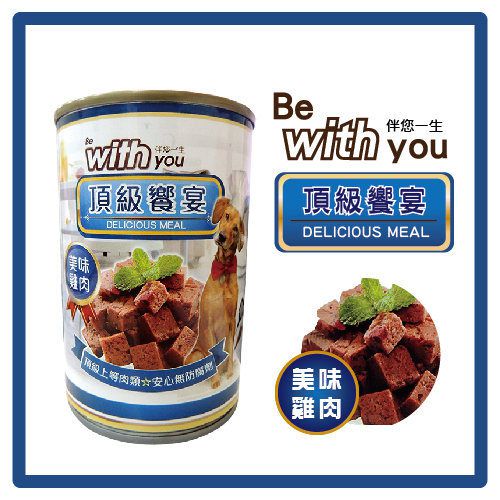 Be
with 伴您一生
you
頂級饗宴
DELICIOUS MEAL
美味
雞肉
頂級上等肉類☆安心無防腐劑
Be
with 伴您一生
you
頂級饗宴
DELICIOUS MEAL
美味
雞肉